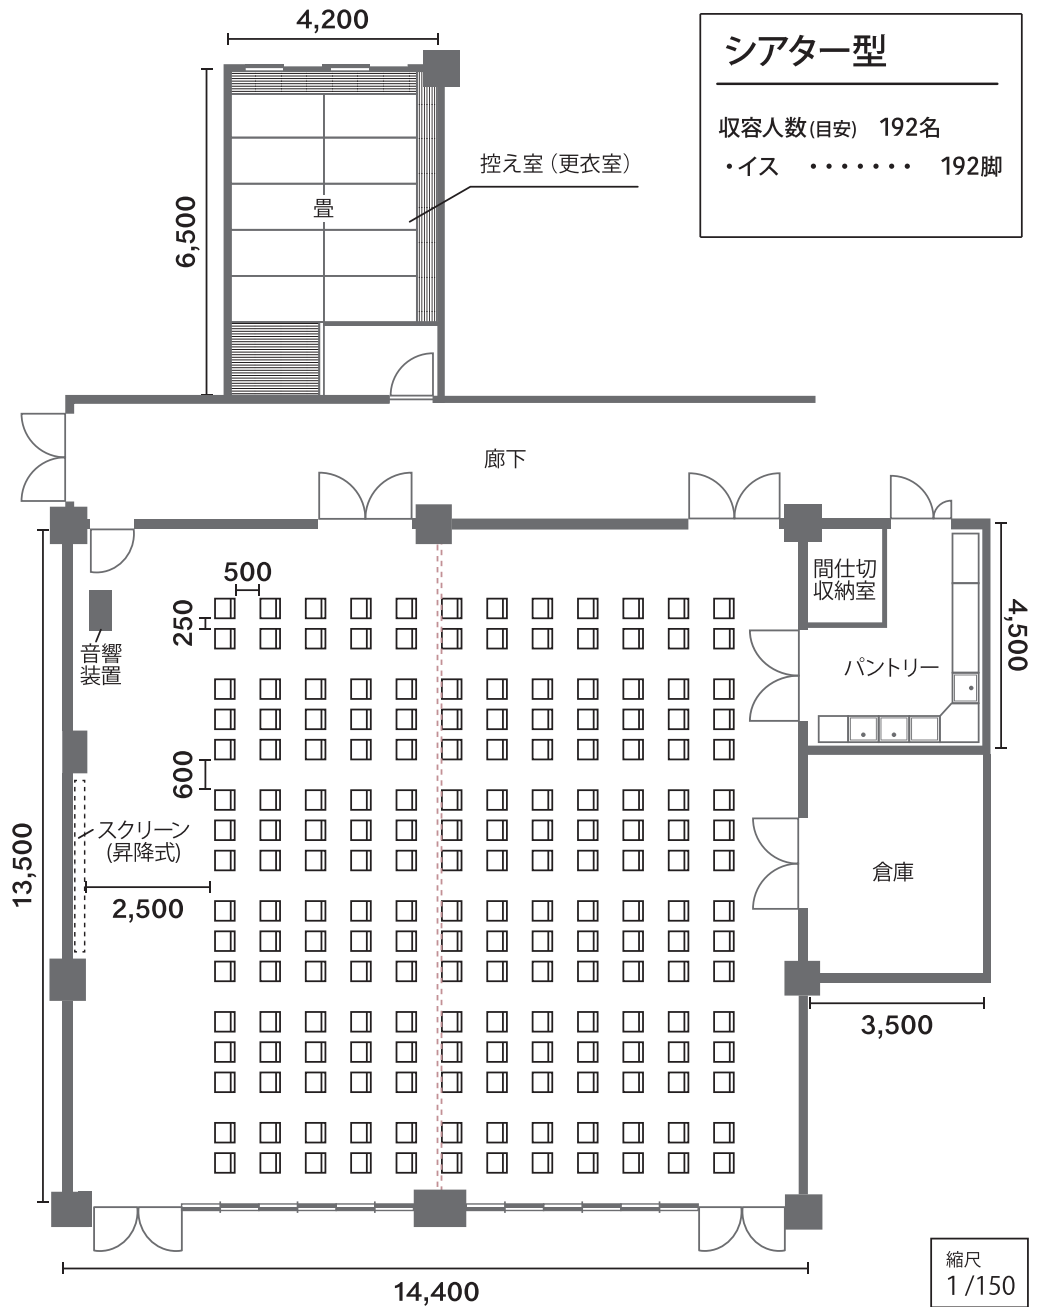 4,200
シアター型
収容人数(目安) 192名
・イス ・・・・・・・ 192脚
控え室（更衣室）
畳
6,500
廊下
間仕切
収納室
500
250
4,500
音響
装置
パントリー
600
スクリーン
(昇降式)
13,500
倉庫
2,500
3,500
縮尺
1/150
14,400